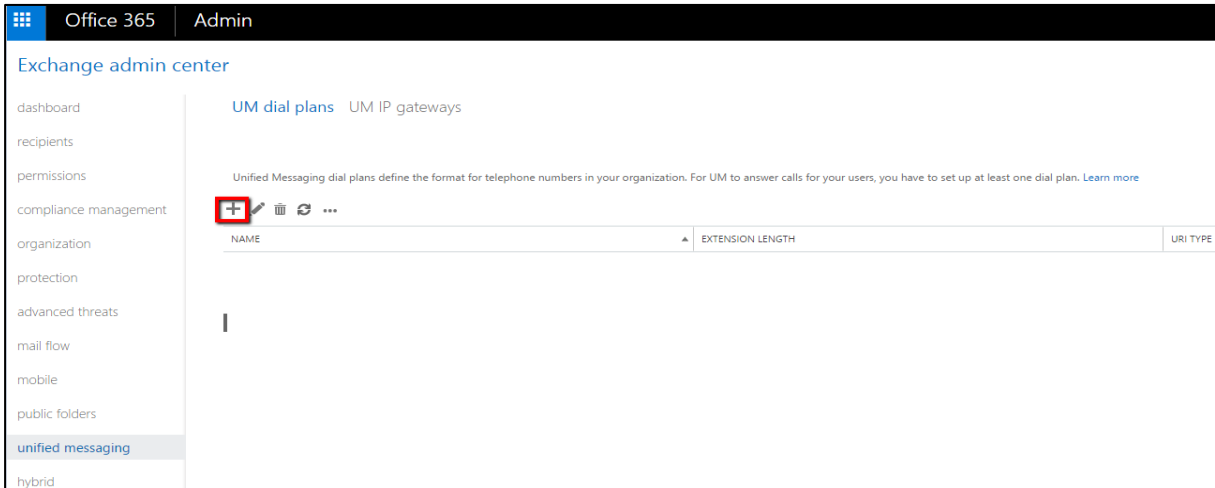 Office 365 Admin
Exchange admin center
dashboard
recipients
permissions
compliance management
organization
protection
advanced threats
mail flow
mobile
public folders
unified messaging
hybrid
UM dial plans UM IP gateways
Unified Messaging dial plans define the format for telephone numbers in your organization. For UM to answer calls for your users, you have to set up at least one dial plan. Learn more
NAME EXTENSION LENGTH URI TYPE